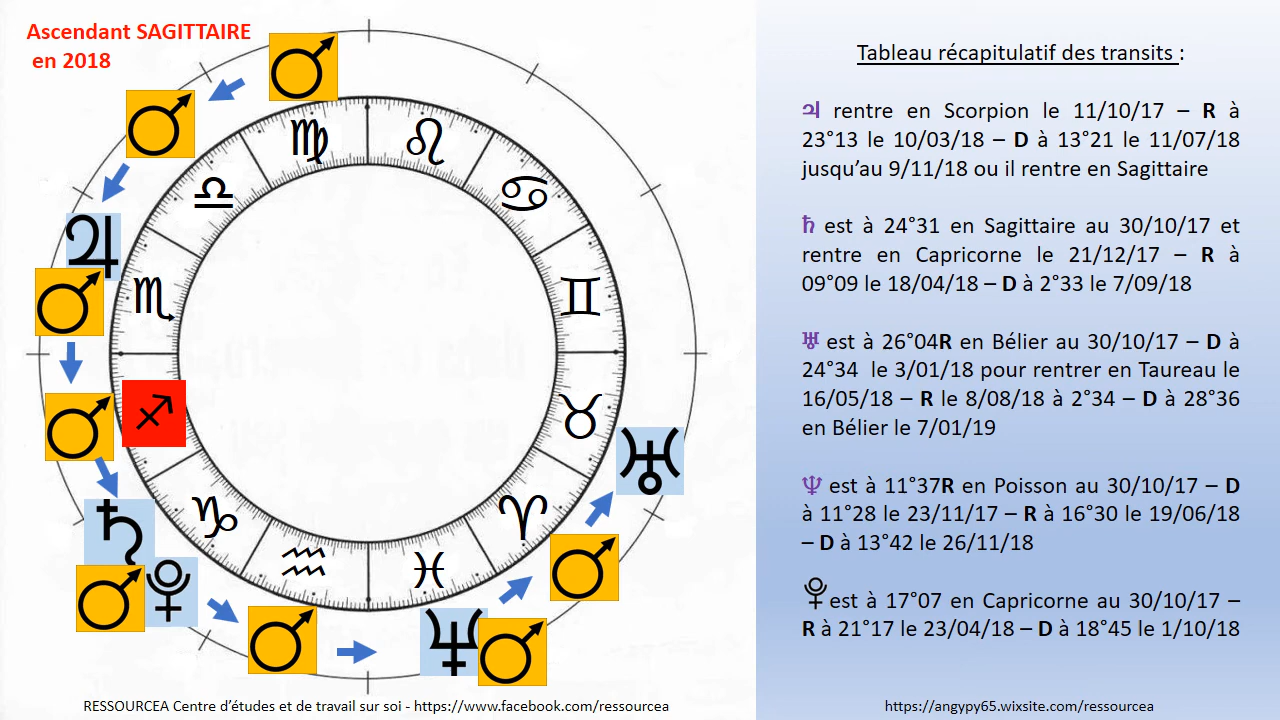 Ascendant SAGITTAIRE
en 2018
Tableau récapitulatif des transits :
♃ rentre en Scorpion le 11/10/17 – R à
23°13 le 10/03/18 – D à 13°21 le 11/07/18
jusqu’au 9/11/18 ou il rentre en Sagittaire
♄ est à 24°31 en Sagittaire au 30/10/17 et
rentre en Capricorne le 21/12/17 – R à
09°09 le 18/04/18 – D à 2°33 le 7/09/18
♅ est à 26°04R en Bélier au 30/10/17 – D à
24°34 le 3/01/18 pour rentrer en Taureau le
16/05/18 – R le 8/08/18 à 2°34 – D à 28°36
en Bélier le 7/01/19
♆ est à 11°37R en Poisson au 30/10/17 – D
à 11°28 le 23/11/17 – R à 16°30 le 19/06/18
– D à 13°42 le 26/11/18
⯓est à 17°07 en Capricorne au 30/10/17 –
R à 21°17 le 23/04/18 – D à 18°45 le 1/10/18
RESSOURCEA Centre d’études et de travail sur soi - https://www.facebook.com/ressourcea
https://angypy65.wixsite.com/ressourcea